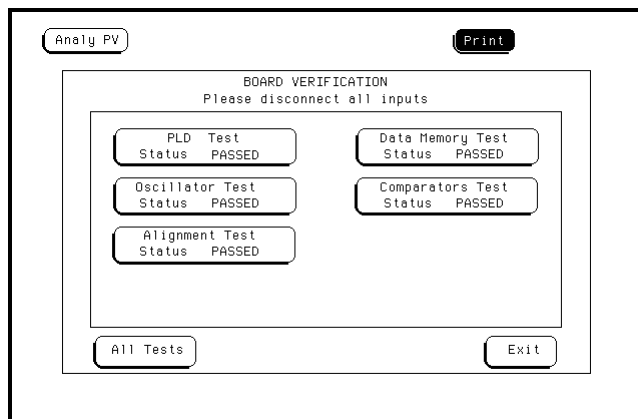 Analy PV
Print
BOARD VERIFICATION
Please disconnect all inputs
PLD Test
Status PASSED
Data Memory Test
Status PASSED
Oscillator Test
Status PASSED
Comparators Test
Status PASSED
Alignment Test
Status PASSED
All Tests
Exit